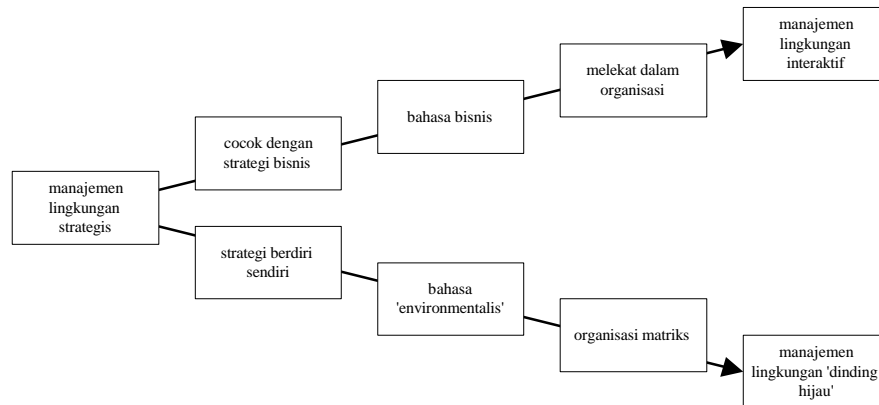 manajemen
lingkungan
strategis
cocok dengan
strategi bisnis
bahasa bisnis
melekat dalam
organisasi
manajemen
lingkungan
interaktif
strategi berdiri
sendiri
bahasa
'environmentalis'
organisasi matriks
manajemen
lingkungan 'dinding
hijau'